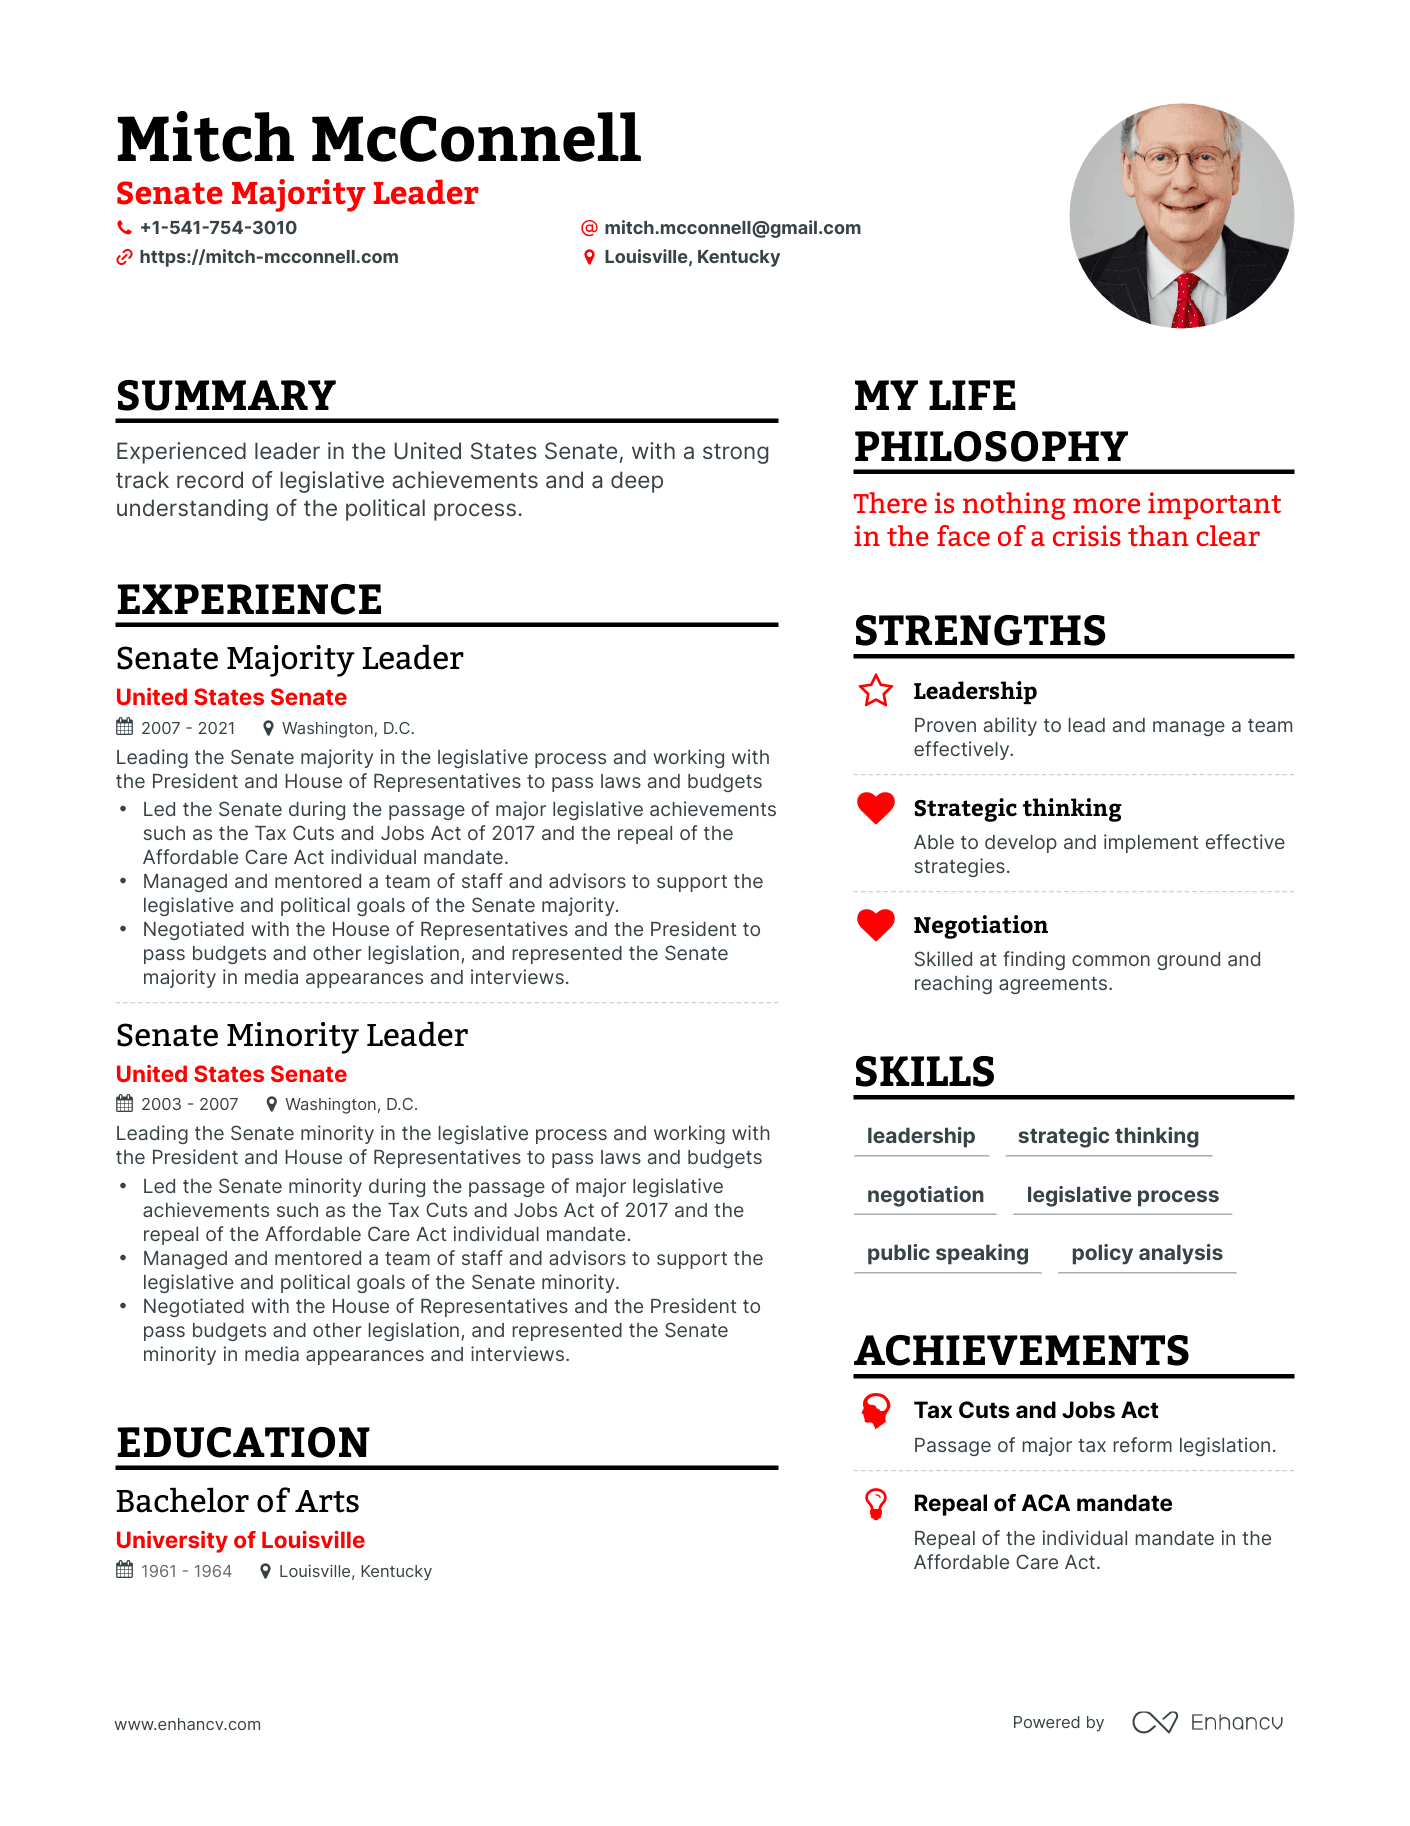 Mitch McConnell
Senate Majority Leader
+1-541-754-3010
mitch.mcconnell@gmail.com
https://mitch-mcconnell.com
Louisville, Kentucky
SUMMARY
Experienced leader in the United States Senate, with a strong
track record of legislative achievements and a deep
understanding of the political process.
EXPERIENCE
Senate Majority Leader
United States Senate
2007 - 2021 Washington, D.C.
Leading the Senate majority in the legislative process and working with
the President and House of Representatives to pass laws and budgets
• Led the Senate during the passage of major legislative achievements
such as the Tax Cuts and Jobs Act of 2017 and the repeal of the
Affordable Care Act individual mandate.
• Managed and mentored a team of staff and advisors to support the
legislative and political goals of the Senate majority.
• Negotiated with the House of Representatives and the President to
pass budgets and other legislation, and represented the Senate
majority in media appearances and interviews.
Senate Minority Leader
United States Senate
2003 - 2007 Washington, D.C.
Leading the Senate minority in the legislative process and working with
the President and House of Representatives to pass laws and budgets
• Led the Senate minority during the passage of major legislative
achievements such as the Tax Cuts and Jobs Act of 2017 and the
repeal of the Affordable Care Act individual mandate.
• Managed and mentored a team of staff and advisors to support the
legislative and political goals of the Senate minority.
• Negotiated with the House of Representatives and the President to
pass budgets and other legislation, and represented the Senate
minority in media appearances and interviews.
EDUCATION
Bachelor of Arts
University of Louisville
1961 - 1964 Louisville, Kentucky
MY LIFE
PHILOSOPHY
There is nothing more important
in the face of a crisis than clear
STRENGTHS
Leadership
Proven ability to lead and manage a team
effectively.
Strategic thinking
Able to develop and implement effective
strategies.
Negotiation
Skilled at finding common ground and
reaching agreements.
SKILLS
leadership strategic thinking
negotiation legislative process
public speaking policy analysis
ACHIEVEMENTS
Tax Cuts and Jobs Act
Passage of major tax reform legislation.
Repeal of ACA mandate
Repeal of the individual mandate in the
Affordable Care Act.
www.enhancv.com
Powered by Enhancv